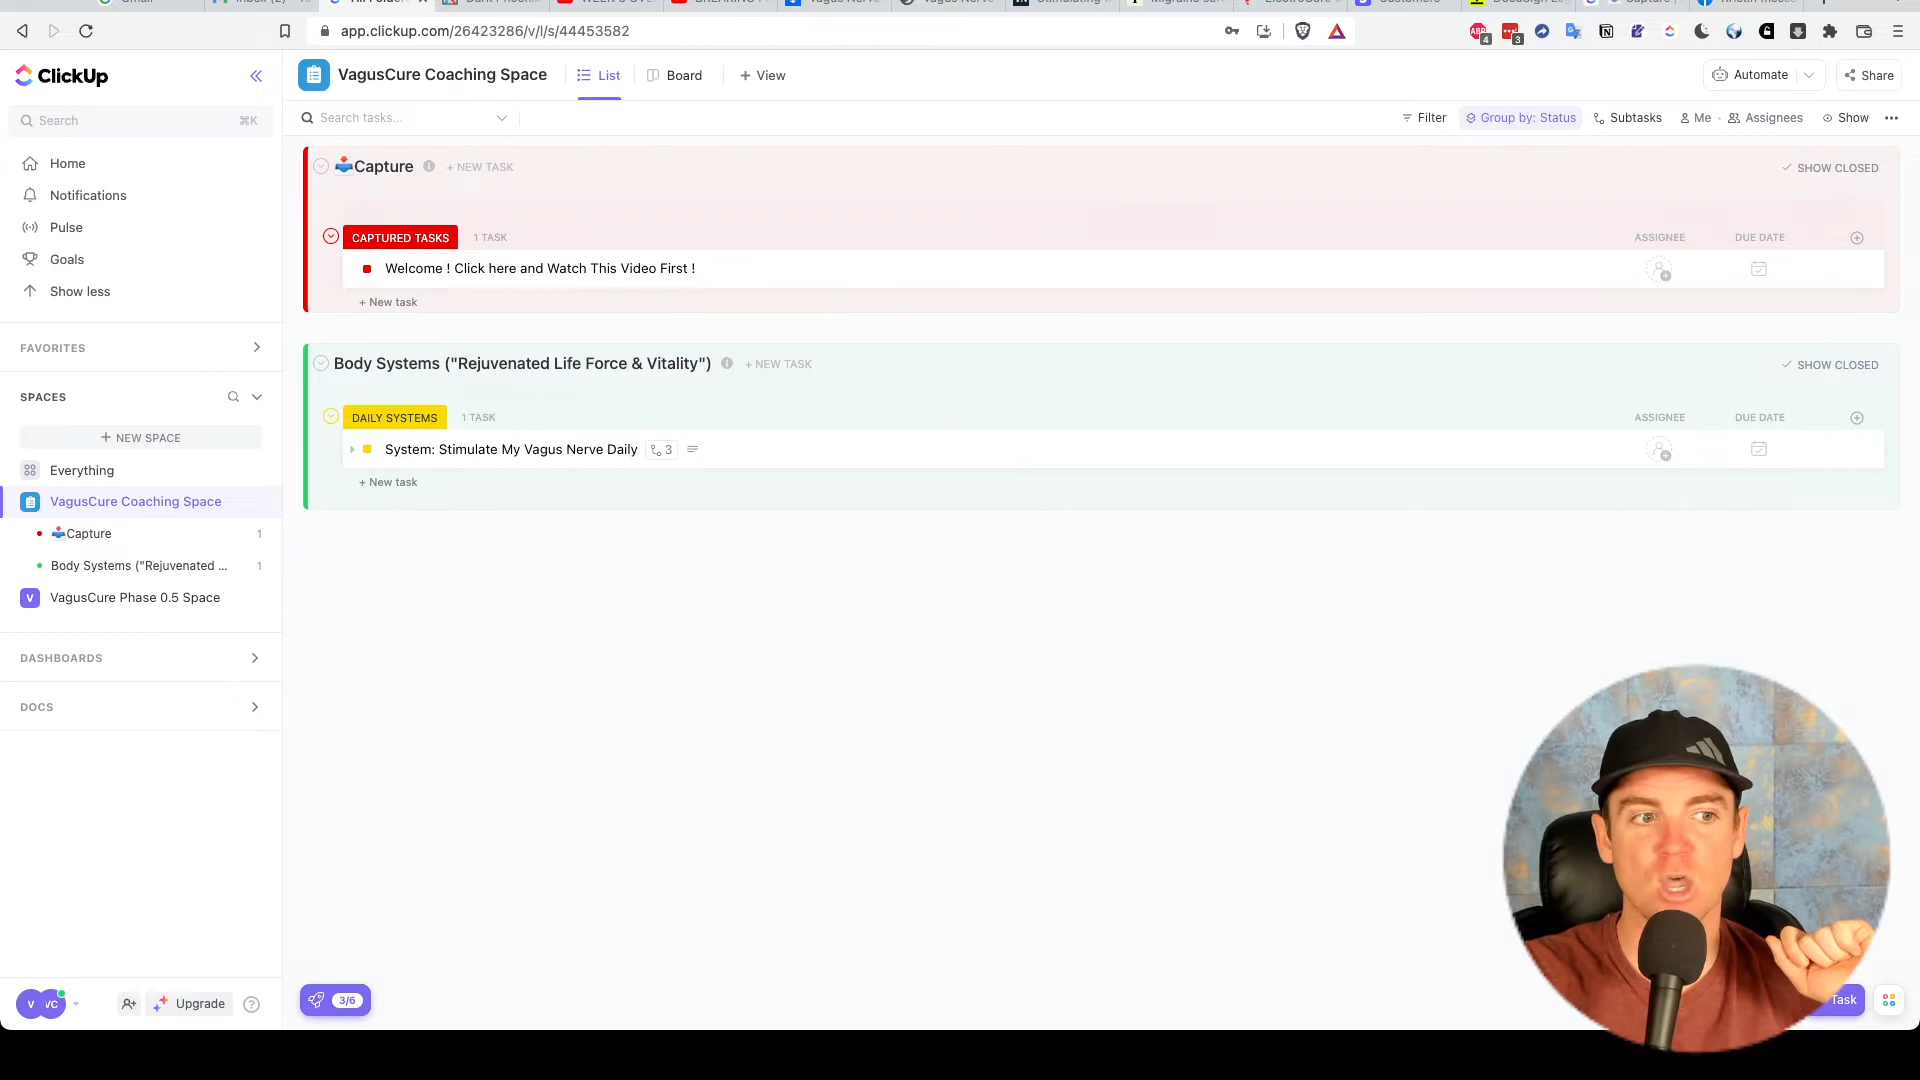 Gmail
app.clickup.com/26423286/v/l/s/44453582
4
3
ClickUp
VagusCure Coaching Space
List
Board
+ View
Automate
Share
Search
⌘K
Search tasks...
Filter
Group by: Status
Subtasks
Me
Assignees
Show
Home
Notifications
Pulse
Goals
Show less
FAVORITES
SPACES
+ NEW SPACE
Everything
VagusCure Coaching Space
Capture
1
Body Systems ("Rejuvenated ...
1
V
VagusCure Phase 0.5 Space
DASHBOARDS
DOCS
V
VC
Upgrade
Capture
+ NEW TASK
SHOW CLOSED
CAPTURED TASKS
1 TASK
ASSIGNEE
DUE DATE
Welcome ! Click here and Watch This Video First !
+ New task
Body Systems ("Rejuvenated Life Force & Vitality")
+ NEW TASK
SHOW CLOSED
DAILY SYSTEMS
1 TASK
ASSIGNEE
DUE DATE
System: Stimulate My Vagus Nerve Daily
3
+ New task
3/6
Task